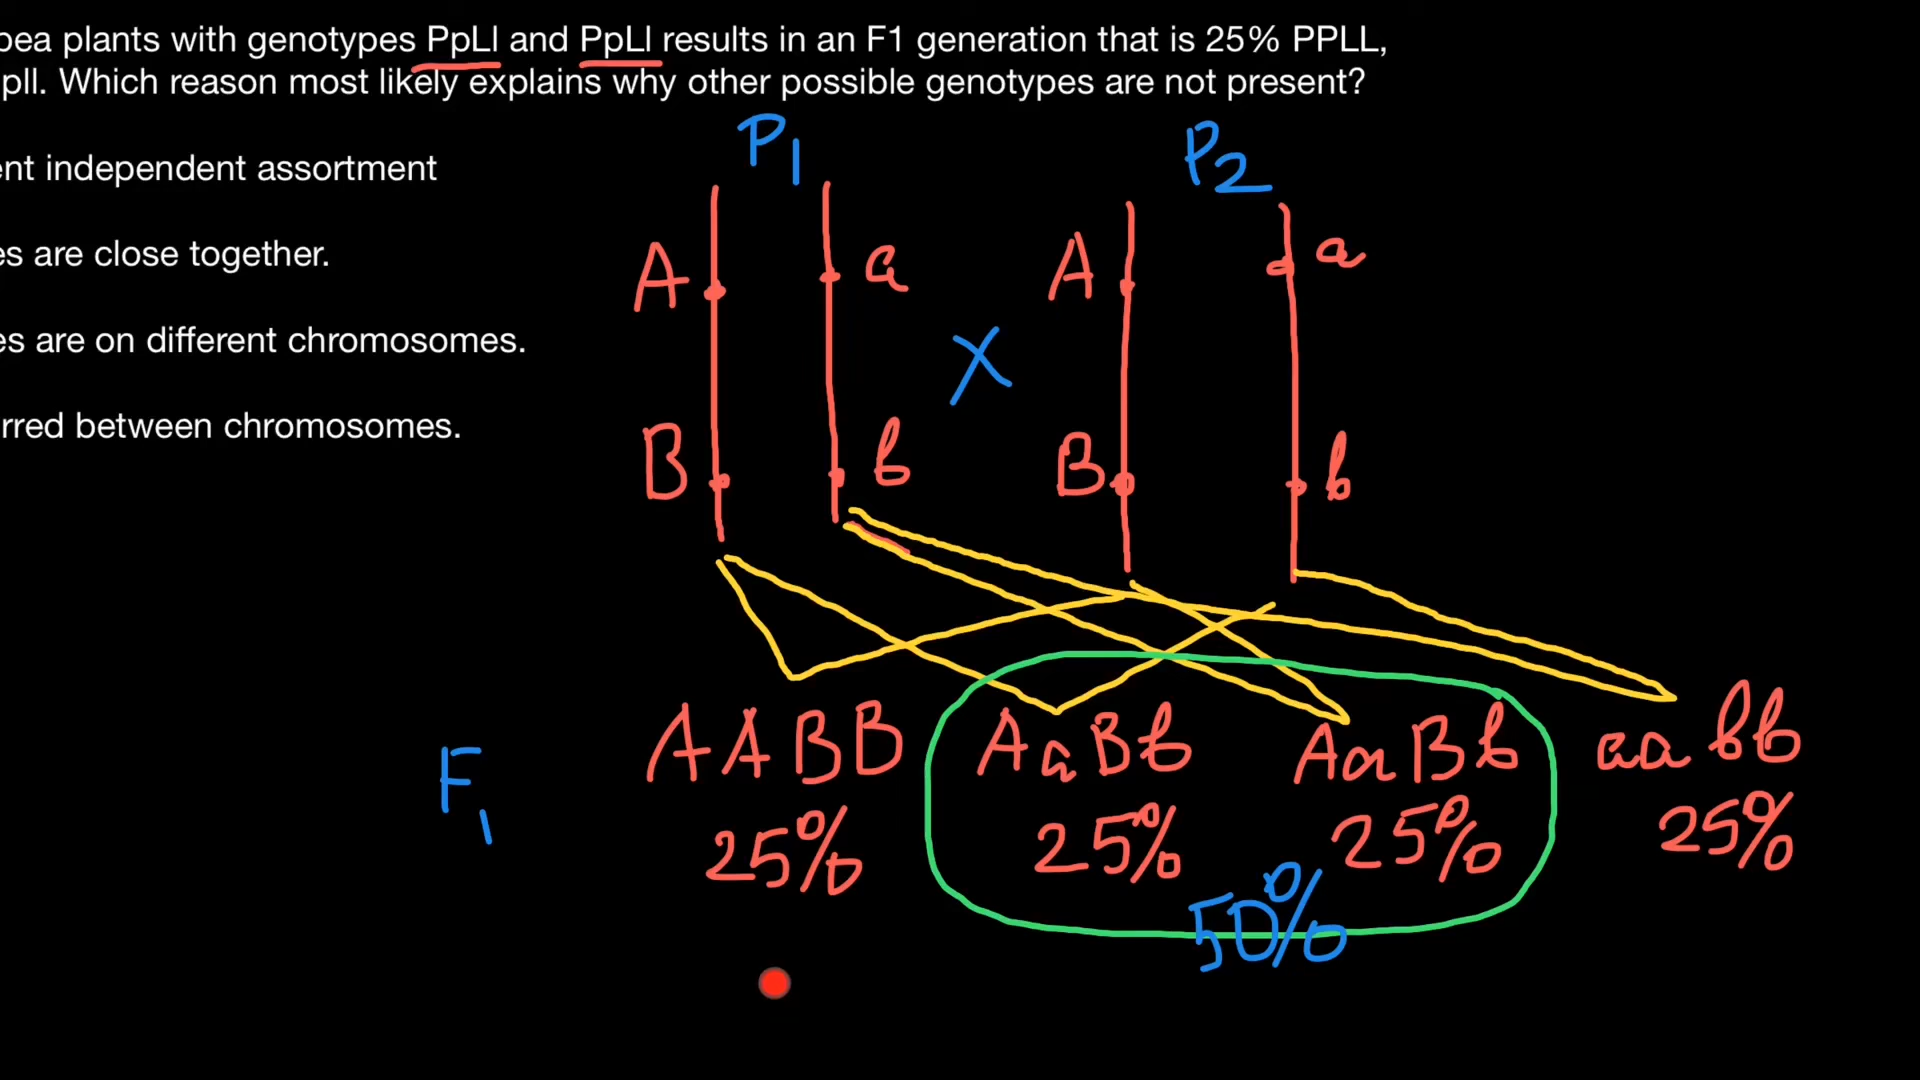 pea plants with genotypes PpLl and PpLl results in an F1 generation that is 25% PPLL,
pll. Which reason most likely explains why other possible genotypes are not present?
P1 P2
ent independent assortment
es are close together.
A a A a
X
es are on different chromosomes.
rred between chromosomes.
B b B b
F1
AABB AaBb AaBb aabb
25% 25% 25% 25%
50%